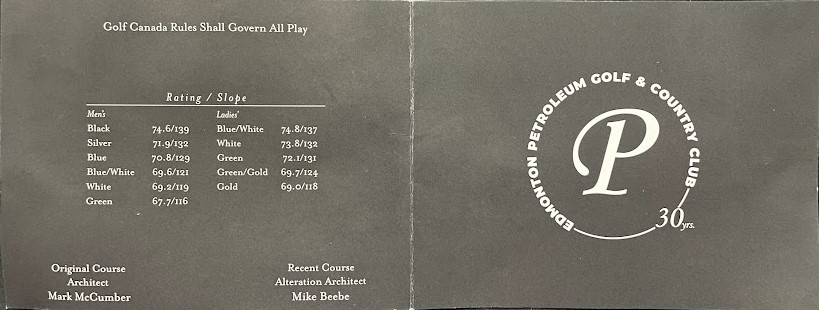 Golf Canada Rules Shall Govern All Play
Rating / Slope
Men's Ladies'
Black 74.6/139 Blue/White 74.8/137
Silver 71.9/132 White 73.8/132
Blue 70.8/129 Green 72.1/131
Blue/White 69.6/121 Green/Gold 69.7/124
White 69.2/119 Gold 69.0/118
Green 67.7/116
Original Course
Architect
Mark McCumber
Recent Course
Alteration Architect
Mike Beebe
EDMONTON PETROLEUM GOLF & COUNTRY CLUB
P
30yrs.